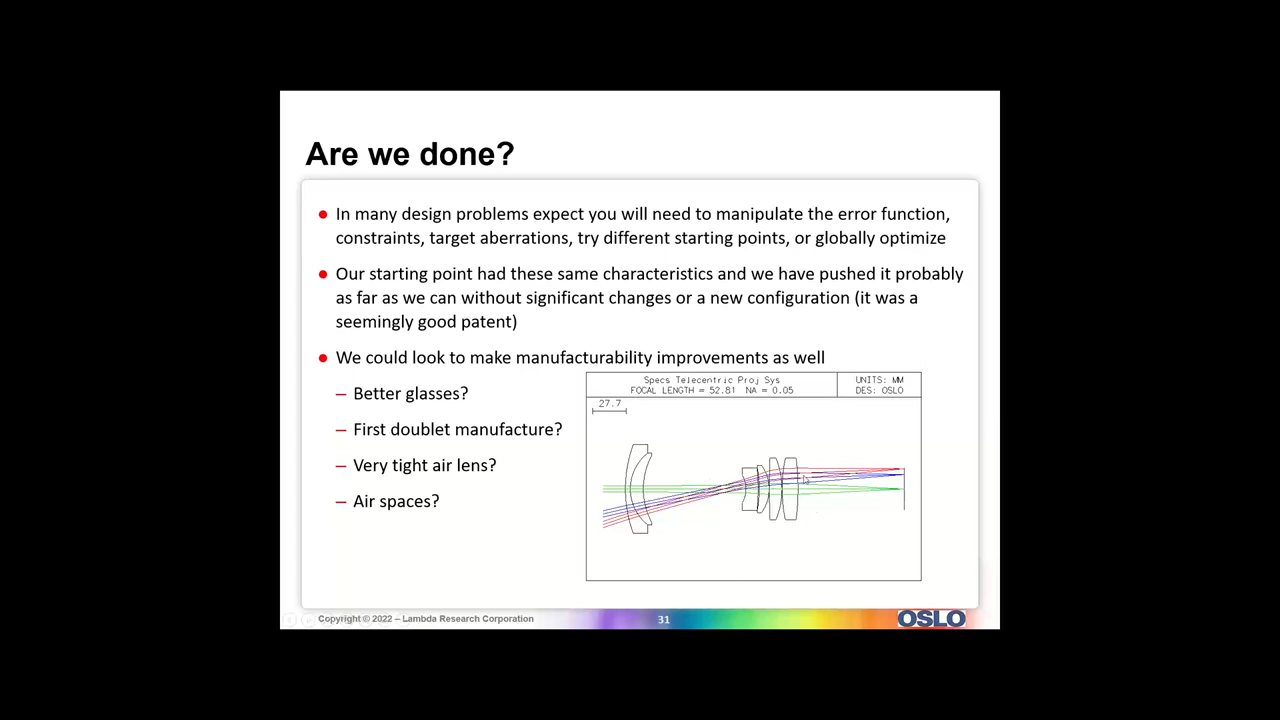 Are we done?
● In many design problems expect you will need to manipulate the error function,
constraints, target aberrations, try different starting points, or globally optimize
● Our starting point had these same characteristics and we have pushed it probably
as far as we can without significant changes or a new configuration (it was a
seemingly good patent)
● We could look to make manufacturability improvements as well
– Better glasses?
– First doublet manufacture?
– Very tight air lens?
– Air spaces?
Specs Telecentric Proj Sys
FOCAL LENGTH = 52.81 NA = 0.05
UNITS: MM
DES: OSLO
27.7
Copyright © 2022 – Lambda Research Corporation
31
OSLO